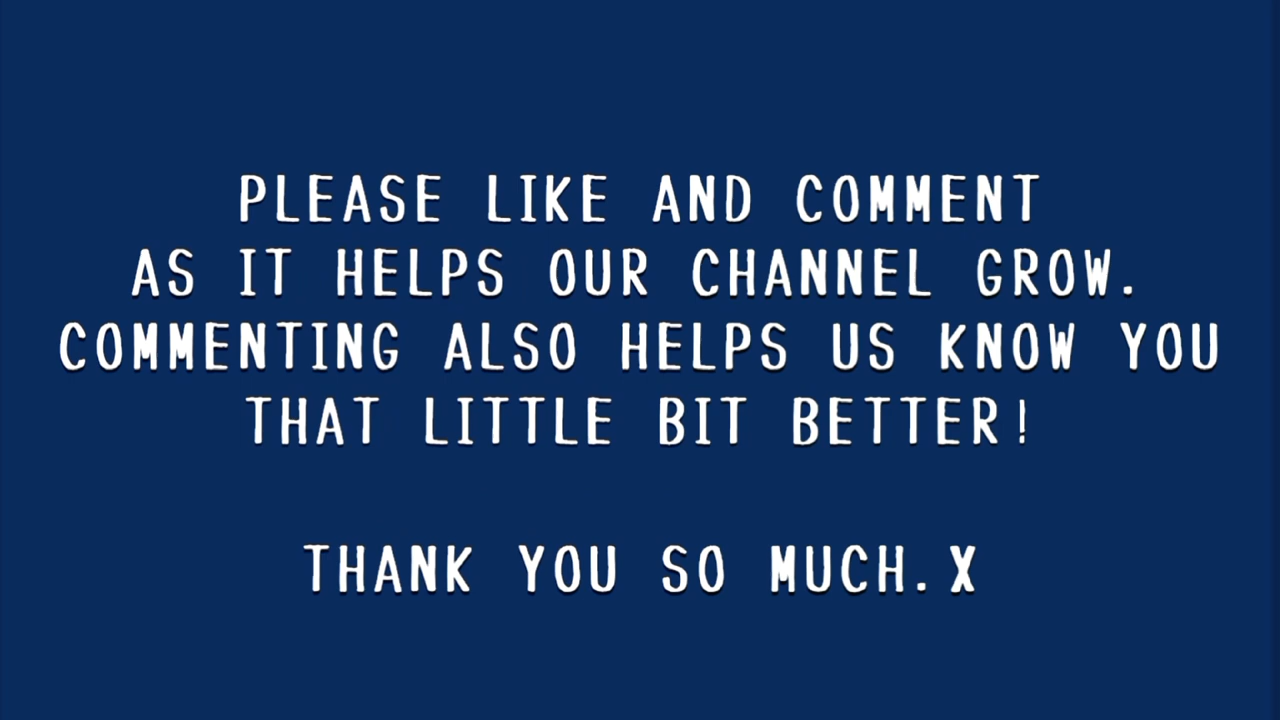 PLEASE LIKE AND COMMENT
AS IT HELPS OUR CHANNEL GROW.
COMMENTING ALSO HELPS US KNOW YOU
THAT LITTLE BIT BETTER!
THANK YOU SO MUCH.X